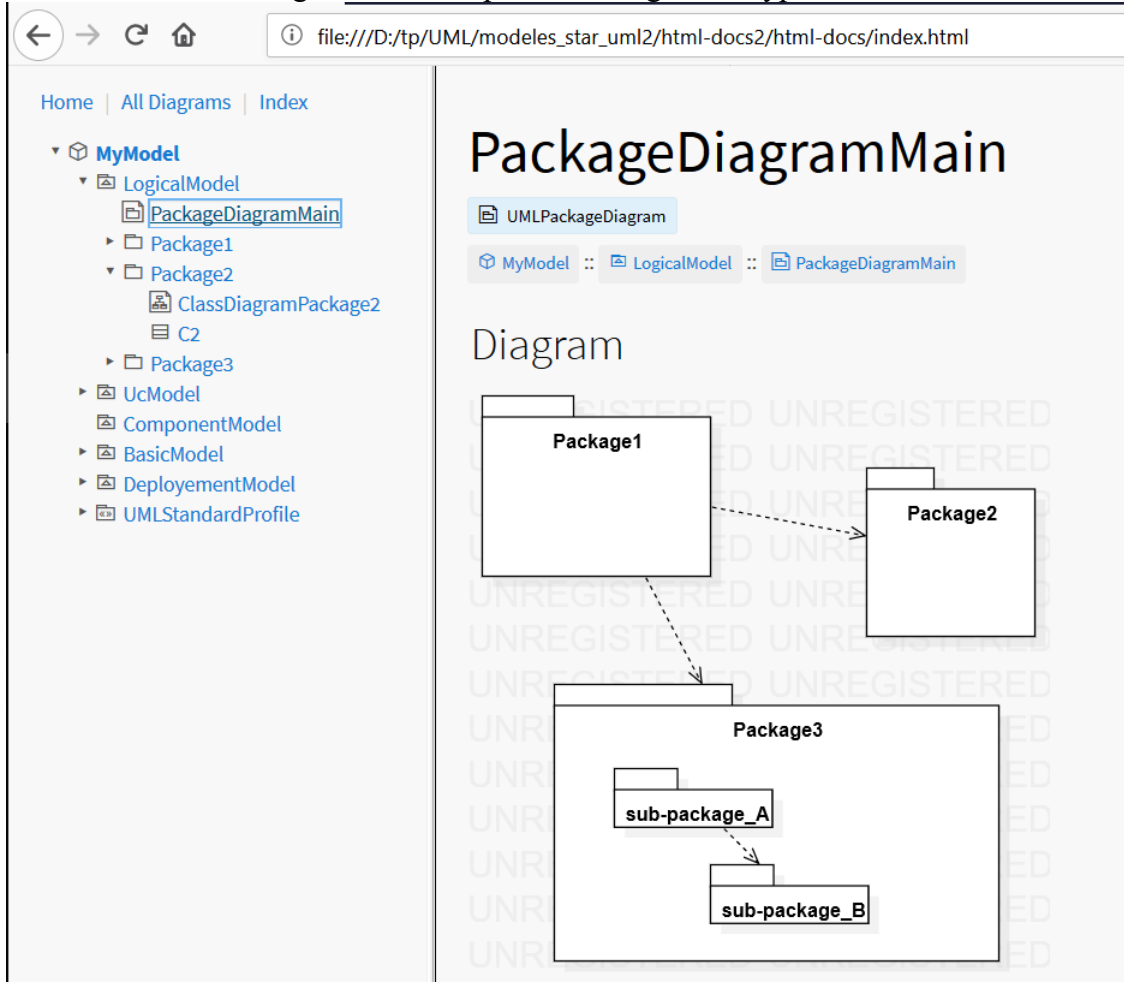 file:///D:/tp/UML/modeles_star_uml2/html-docs2/html-docs/index.html
Home | All Diagrams | Index
MyModel
LogicalModel
PackageDiagramMain
Package1
Package2
ClassDiagramPackage2
C2
Package3
UcModel
ComponentModel
BasicModel
DeployementModel
UMLStandardProfile
PackageDiagramMain
UMLPackageDiagram
MyModel :: LogicalModel :: PackageDiagramMain
Diagram
UNREGISTERED UNREGISTERED
Package1
Package2
Package3
sub-package_A
sub-package_B